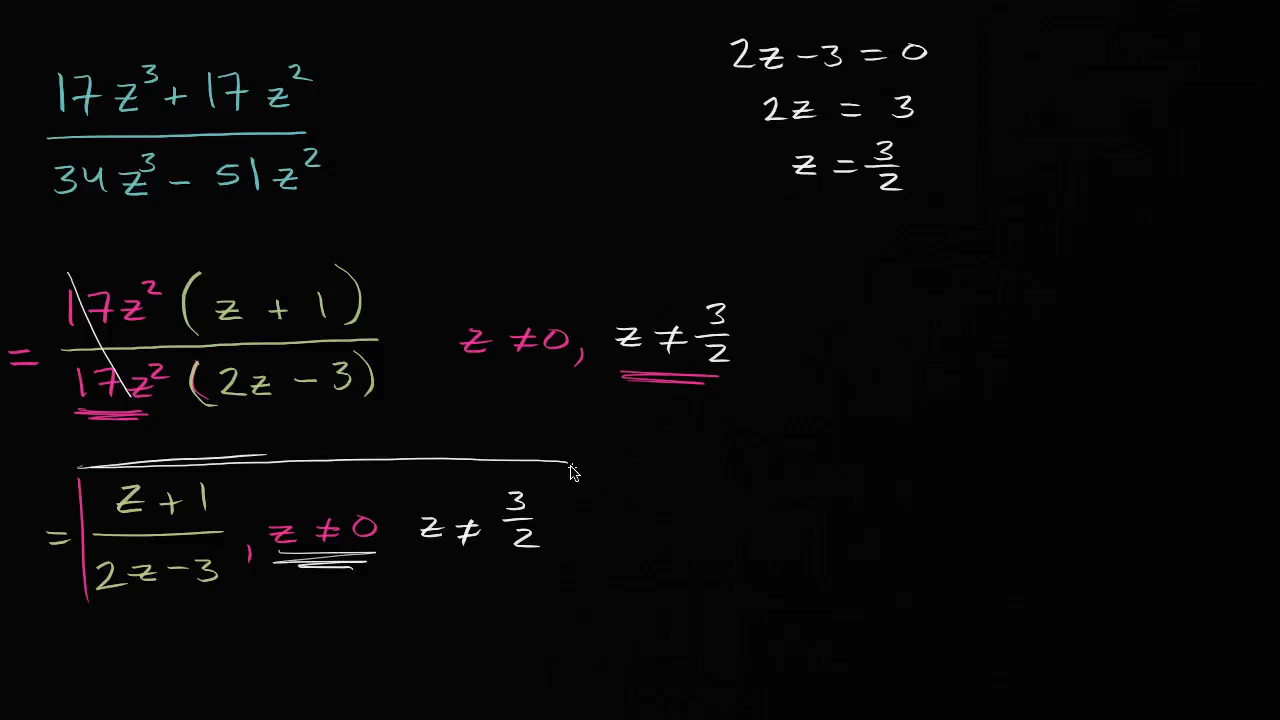 17z³ + 17z²
34z³ - 51z²
2z - 3 = 0
2z = 3
z = 3/2
= 17z² (z + 1)
17z² (2z - 3)
z ≠ 0, z ≠ 3/2
= z + 1
2z - 3
, z ≠ 0 z ≠ 3/2